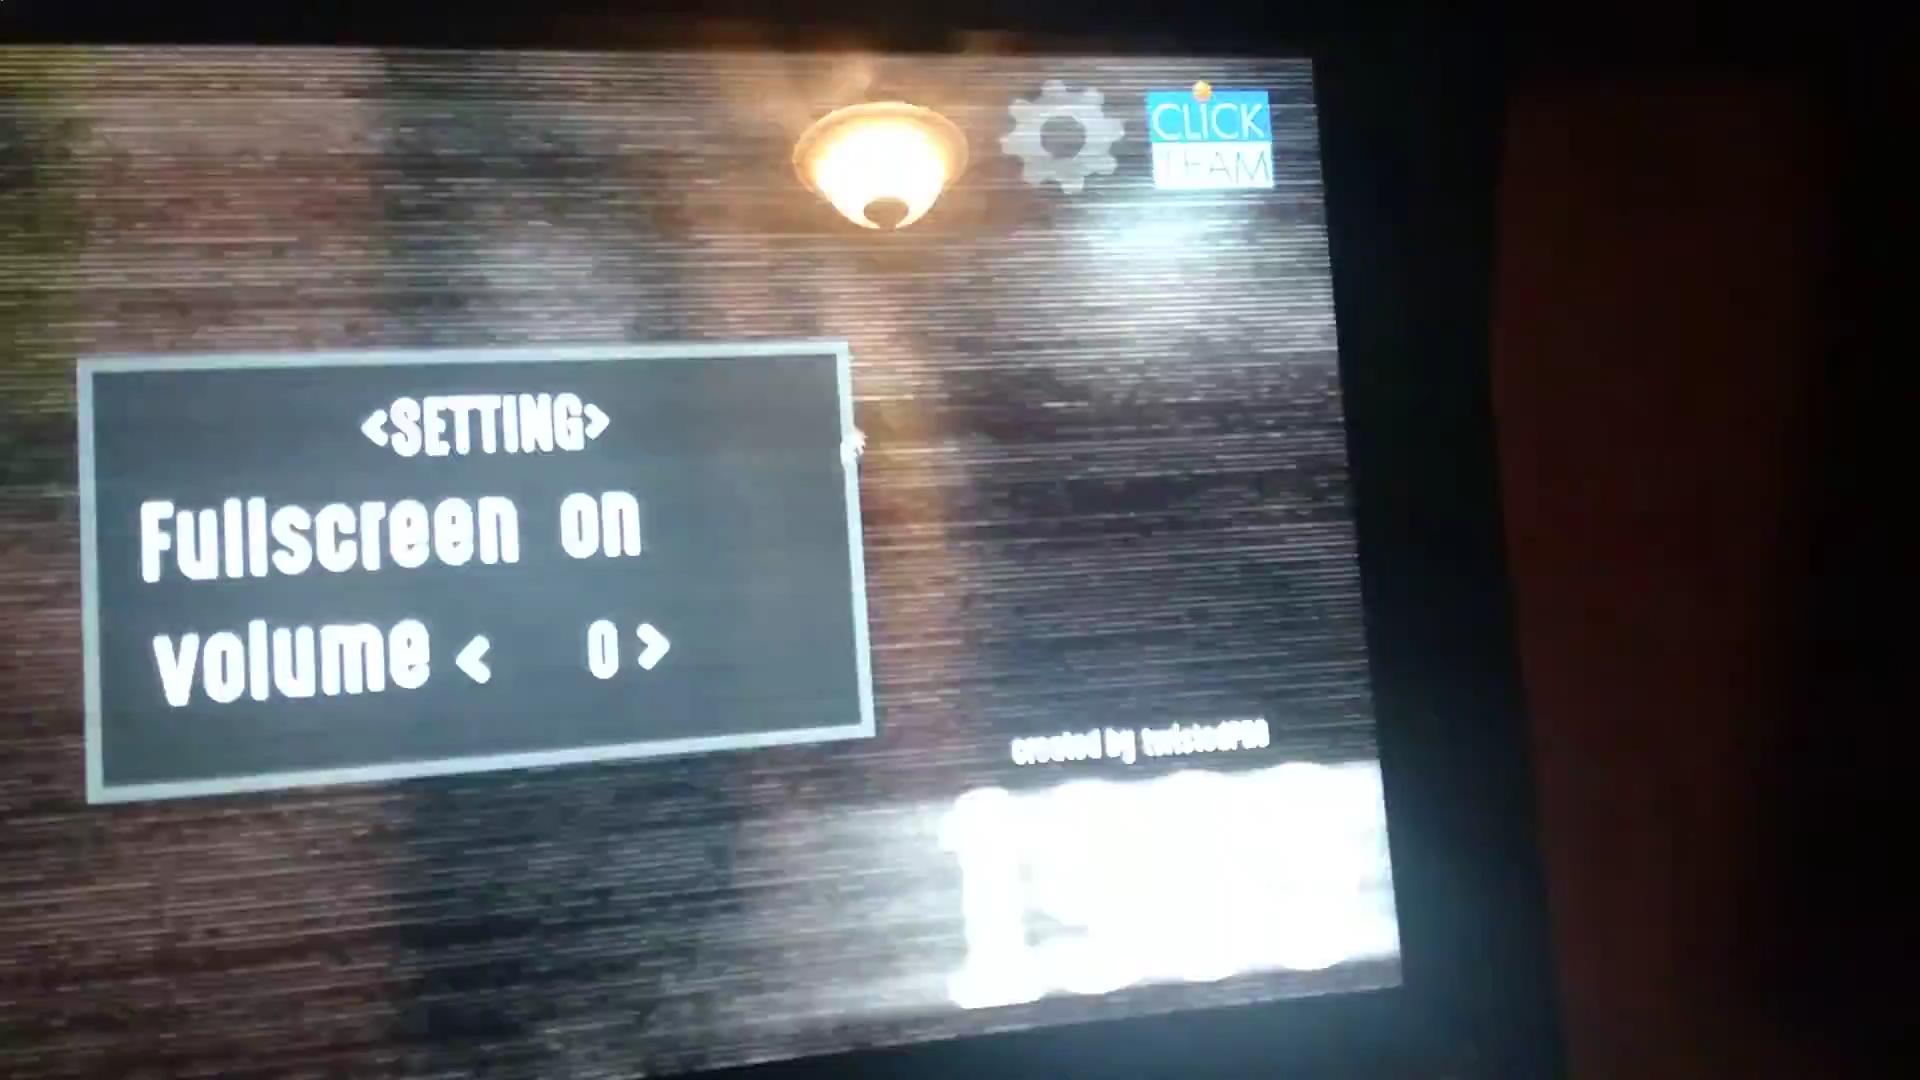 CLICK
TEAM
<SETTING>
Fullscreen on
volume < 0 >
created by